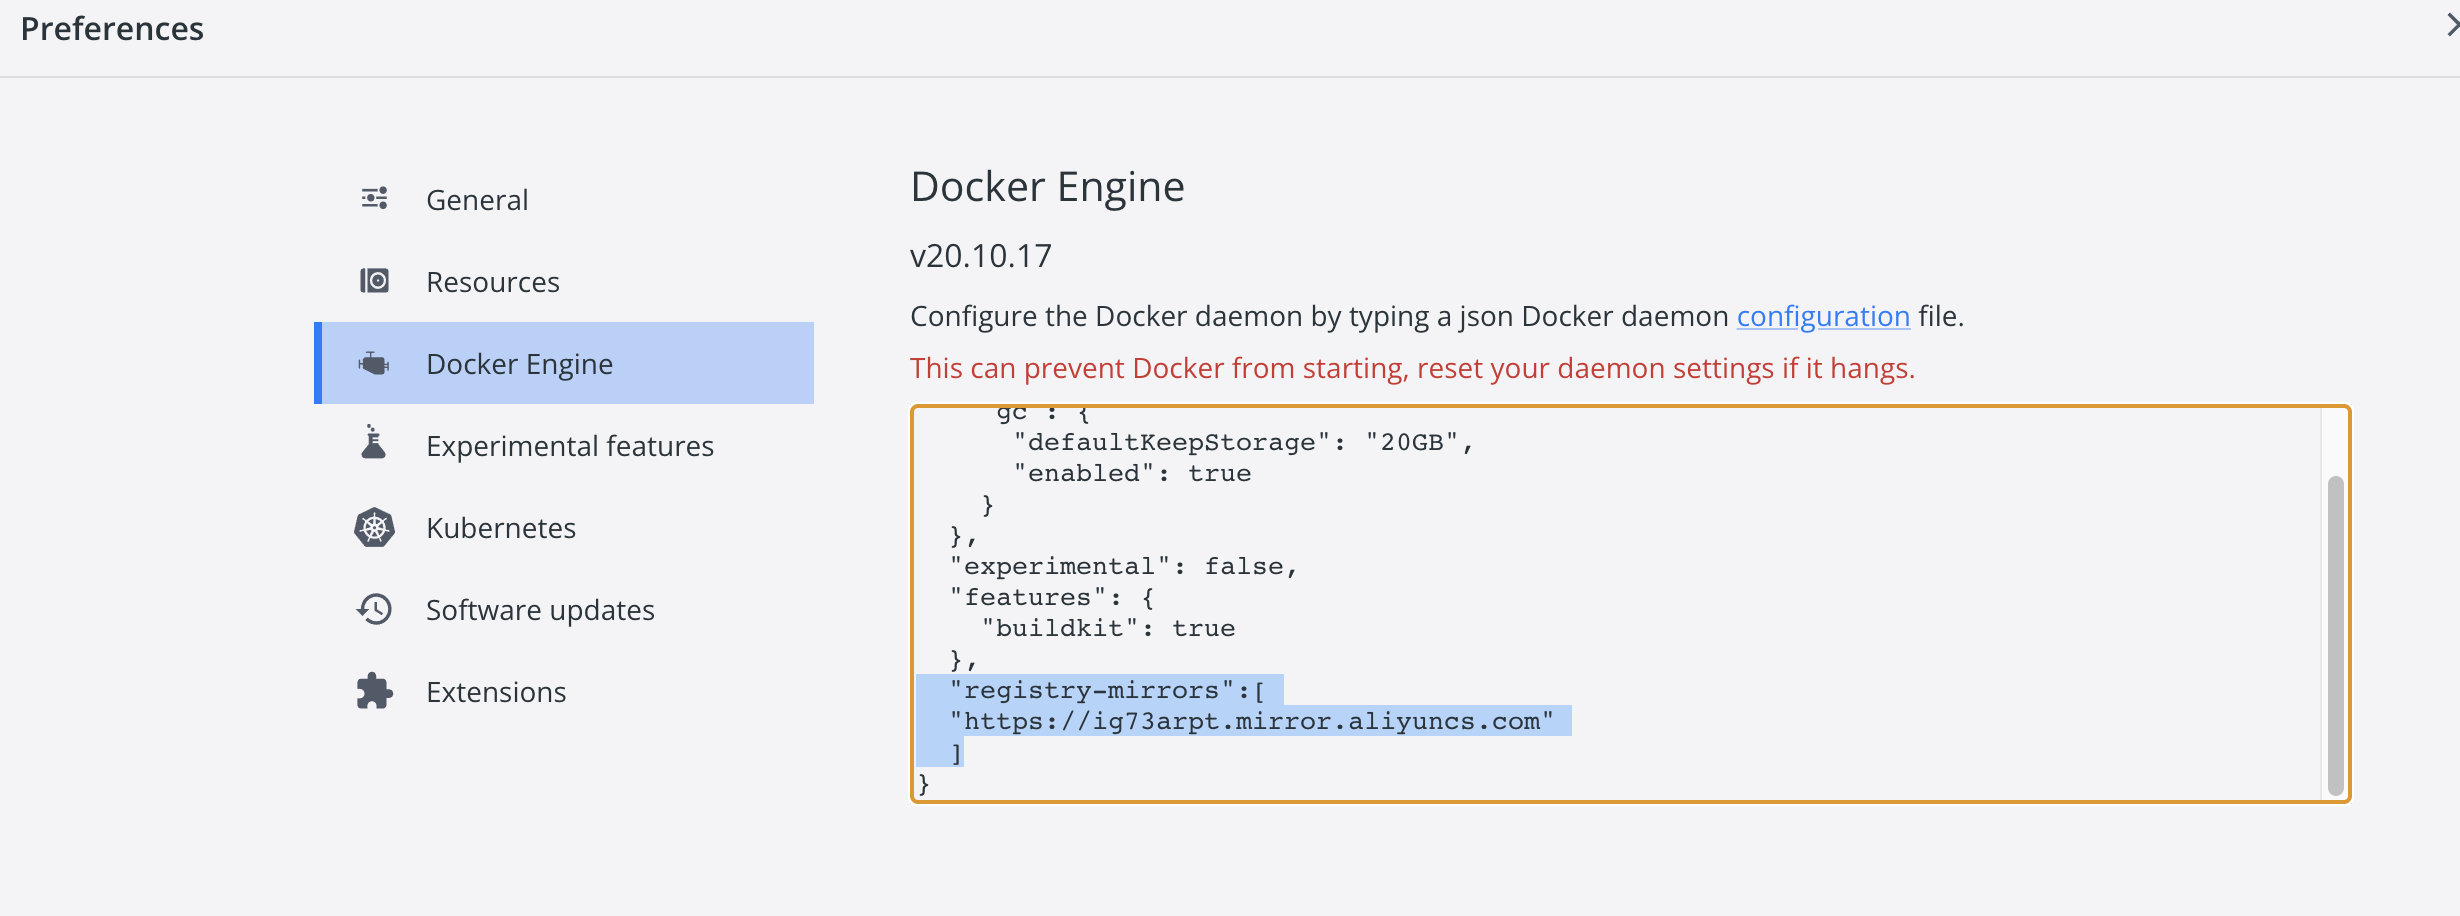 Preferences
General
Resources
Docker Engine
Experimental features
Kubernetes
Software updates
Extensions
Docker Engine
v20.10.17
Configure the Docker daemon by typing a json Docker daemon configuration file.
This can prevent Docker from starting, reset your daemon settings if it hangs.
gc : {
"defaultKeepStorage": "20GB",
"enabled": true
}
},
"experimental": false,
"features": {
"buildkit": true
},
"registry-mirrors":[
"https://ig73arpt.mirror.aliyuncs.com"
]
}